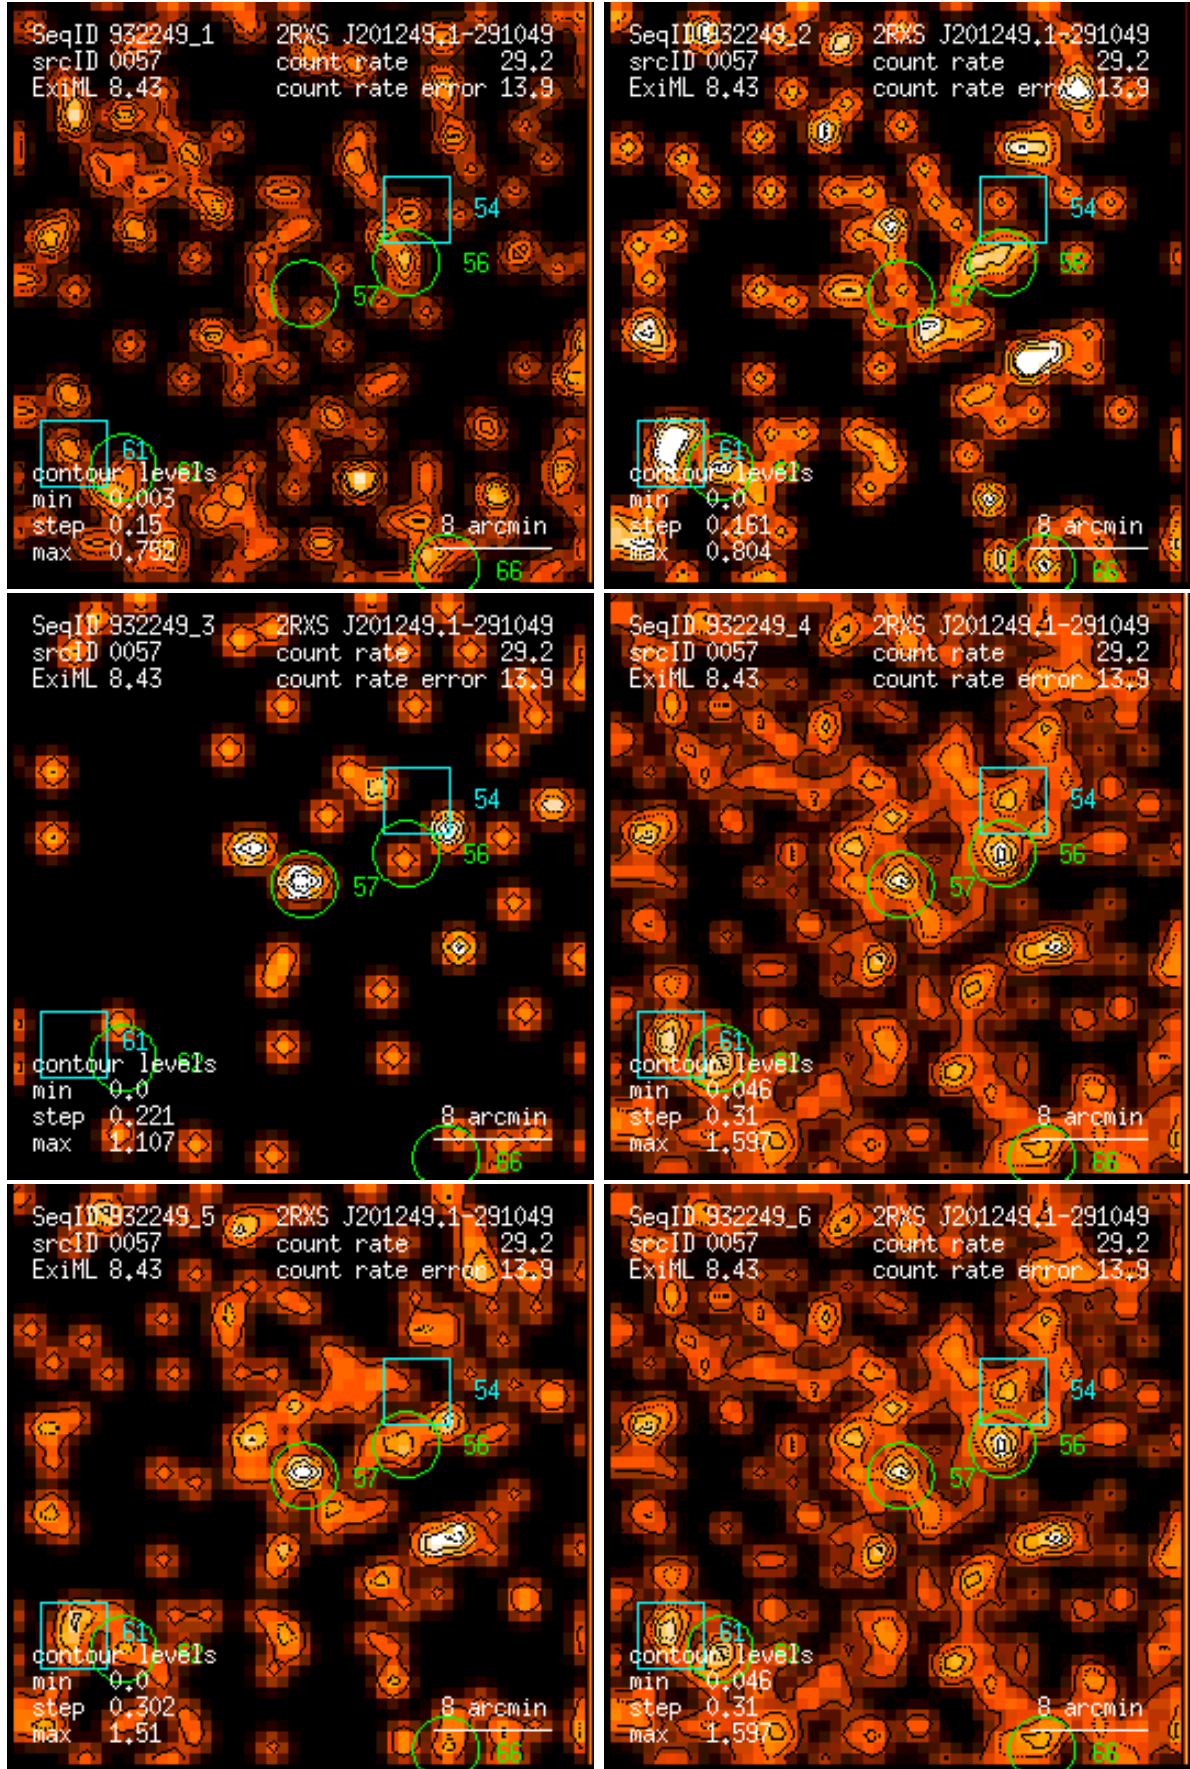 SeqID 932249_1 2RXS J201249.1-291049
srcID 0057 count rate 29.2
ExiML 8.43 count rate error 13.9
54
56
57
61
contour levels
min 0.003
step 0.15
max 0.752
8 arcmin
66
SeqID 932249_2 2RXS J201249.1-291049
srcID 0057 count rate 29.2
ExiML 8.43 count rate error 13.9
54
56
57
61
contour levels
min 0.0
step 0.161
max 0.804
8 arcmin
66
SeqID 932249_3 2RXS J201249.1-291049
srcID 0057 count rate 29.2
ExiML 8.43 count rate error 13.9
54
56
57
61
contour levels
min 0.0
step 0.221
max 1.107
8 arcmin
66
SeqID 932249_4 2RXS J201249.1-291049
srcID 0057 count rate 29.2
ExiML 8.43 count rate error 13.9
54
56
57
61
contour levels
min 0.046
step 0.31
max 1.597
8 arcmin
66
SeqID 932249_5 2RXS J201249.1-291049
srcID 0057 count rate 29.2
ExiML 8.43 count rate error 13.9
54
56
57
61
contour levels
min 0.0
step 0.302
max 1.51
8 arcmin
66
SeqID 932249_6 2RXS J201249.1-291049
srcID 0057 count rate 29.2
ExiML 8.43 count rate error 13.9
54
56
57
61
contour levels
min 0.046
step 0.31
max 1.597
8 arcmin
66